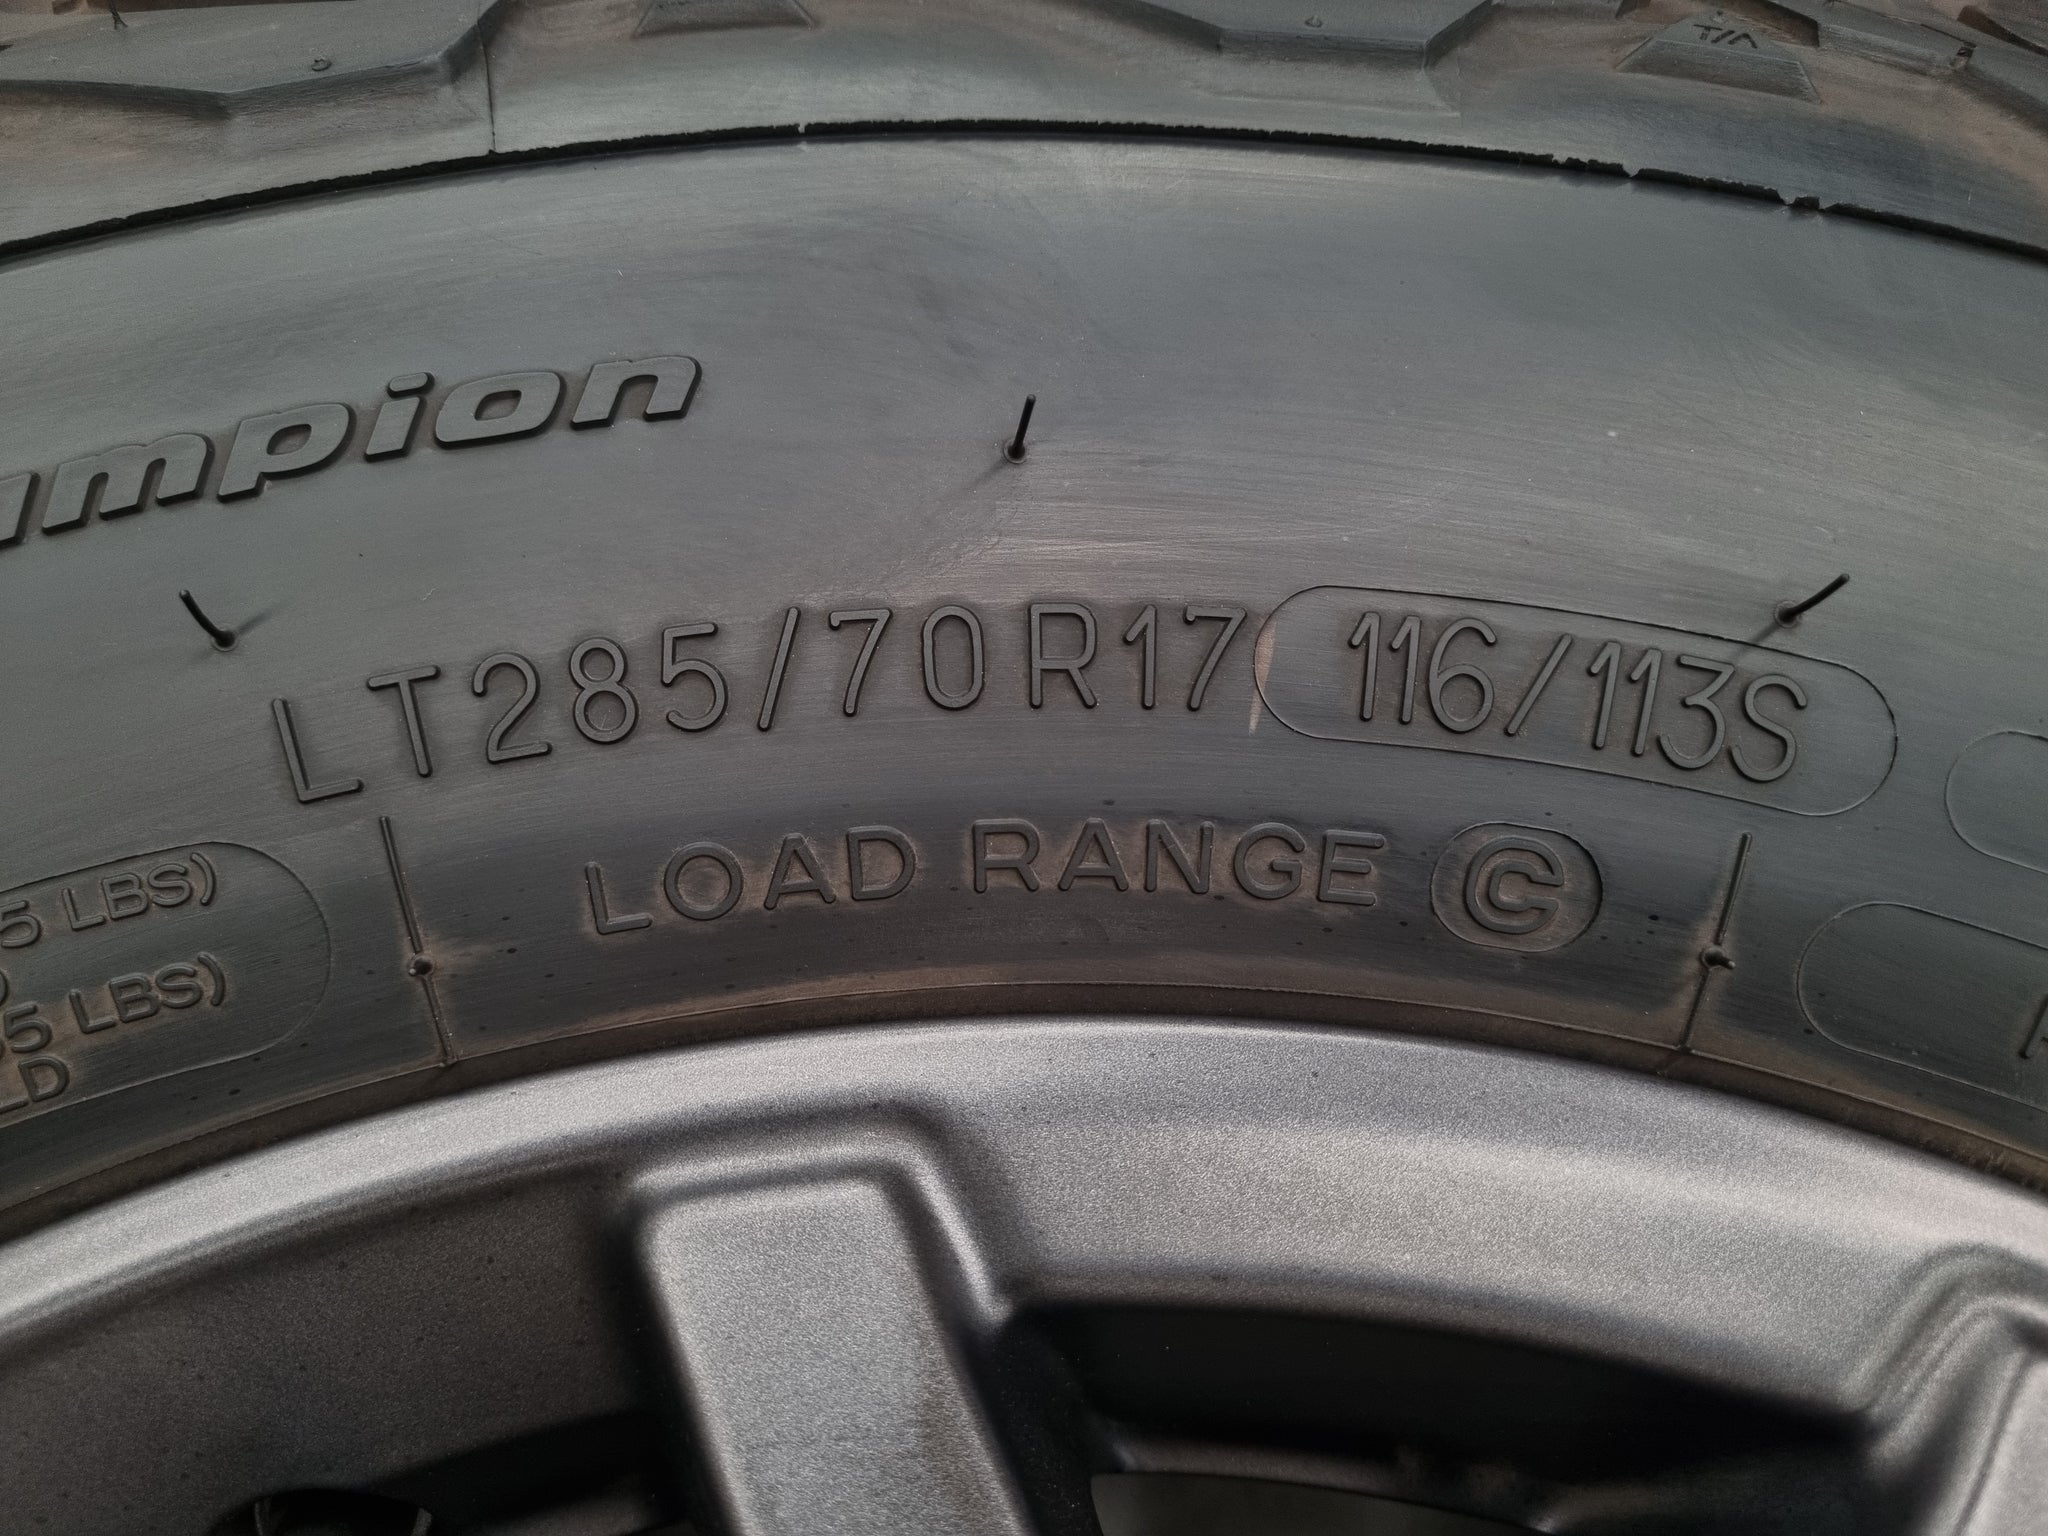 T/A
mpion
LT285/70R17 116/113S
LOAD RANGE C
5 LBS)
5 LBS)
LD